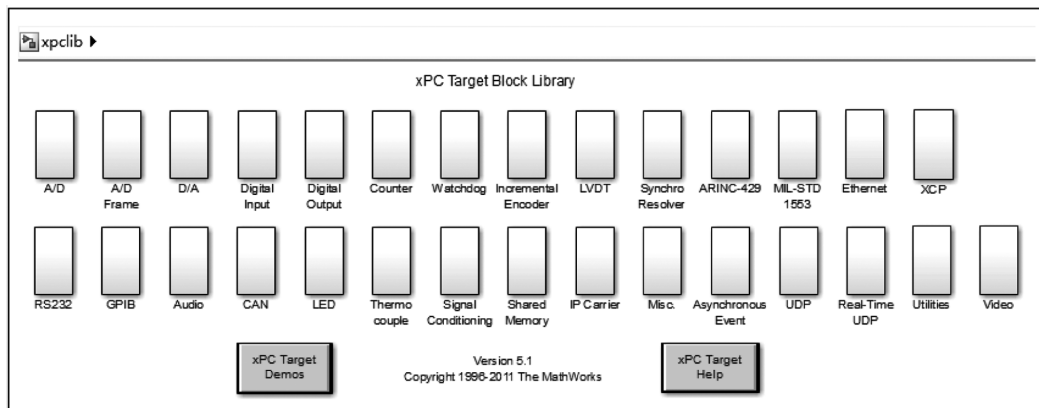 xpclib
xPC Target Block Library
A/D
A/D
Frame
D/A
Digital
Input
Digital
Output
Counter
Watchdog
Incremental
Encoder
LVDT
Synchro
Resolver
ARINC-429
MIL-STD
1553
Ethernet
XCP
RS232
GPIB
Audio
CAN
LED
Thermo
couple
Signal
Conditioning
Shared
Memory
IP Carrier
Misc.
Asynchronous
Event
UDP
Real-Time
UDP
Utilities
Video
xPC Target
Demos
Version 5.1
Copyright 1996-2011 The MathWorks
xPC Target
Help